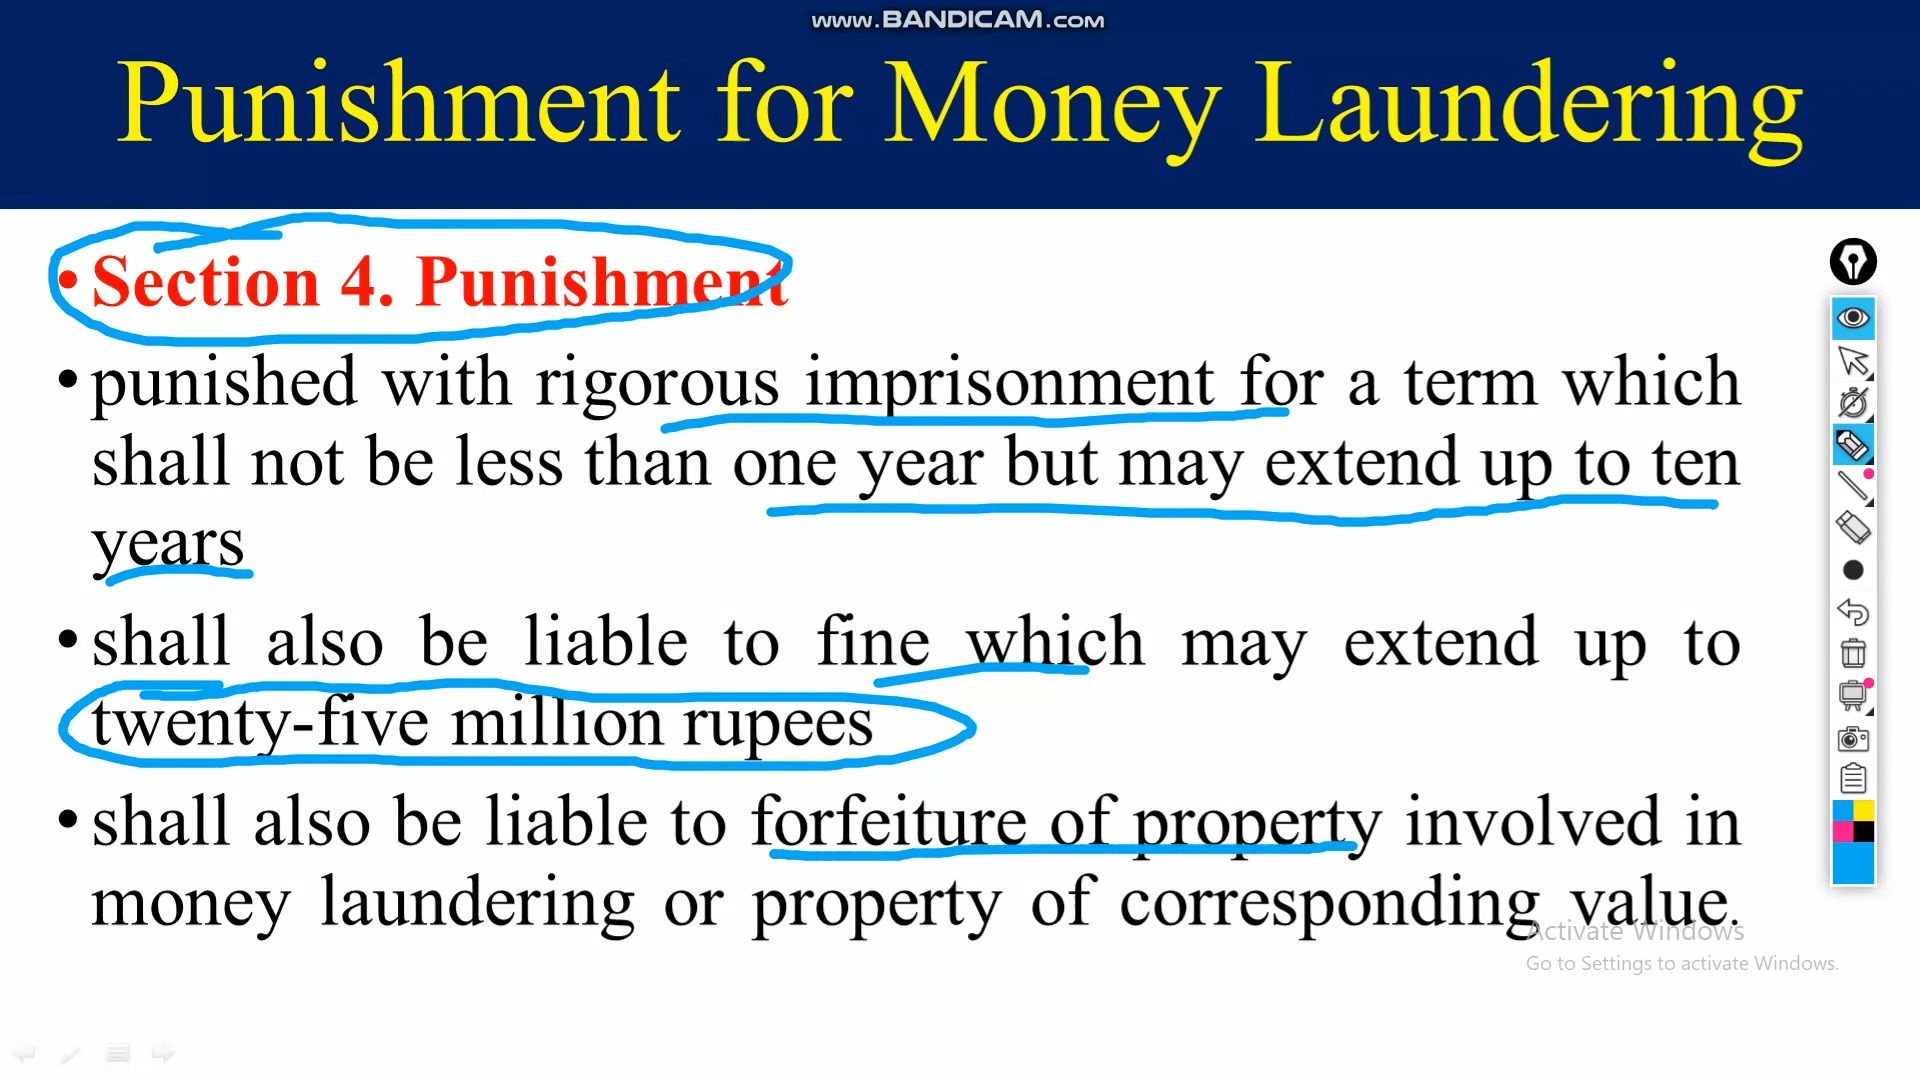 www.BANDICAM.com
Punishment for Money Laundering
• Section 4. Punishment
• punished with rigorous imprisonment for a term which
shall not be less than one year but may extend up to ten
years
• shall also be liable to fine which may extend up to
twenty-five million rupees
• shall also be liable to forfeiture of property involved in
money laundering or property of corresponding value.
Activate Windows
Go to Settings to activate Windows.